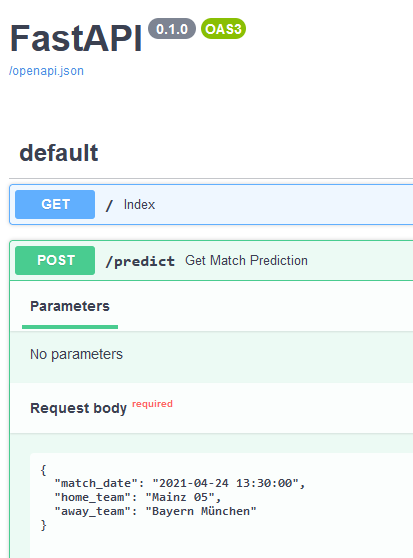 FastAPI 0.1.0 OAS3
/openapi.json
default
GET / Index
POST /predict Get Match Prediction
Parameters
No parameters
Request body required
{
"match_date": "2021-04-24 13:30:00",
"home_team": "Mainz 05",
"away_team": "Bayern München"
}